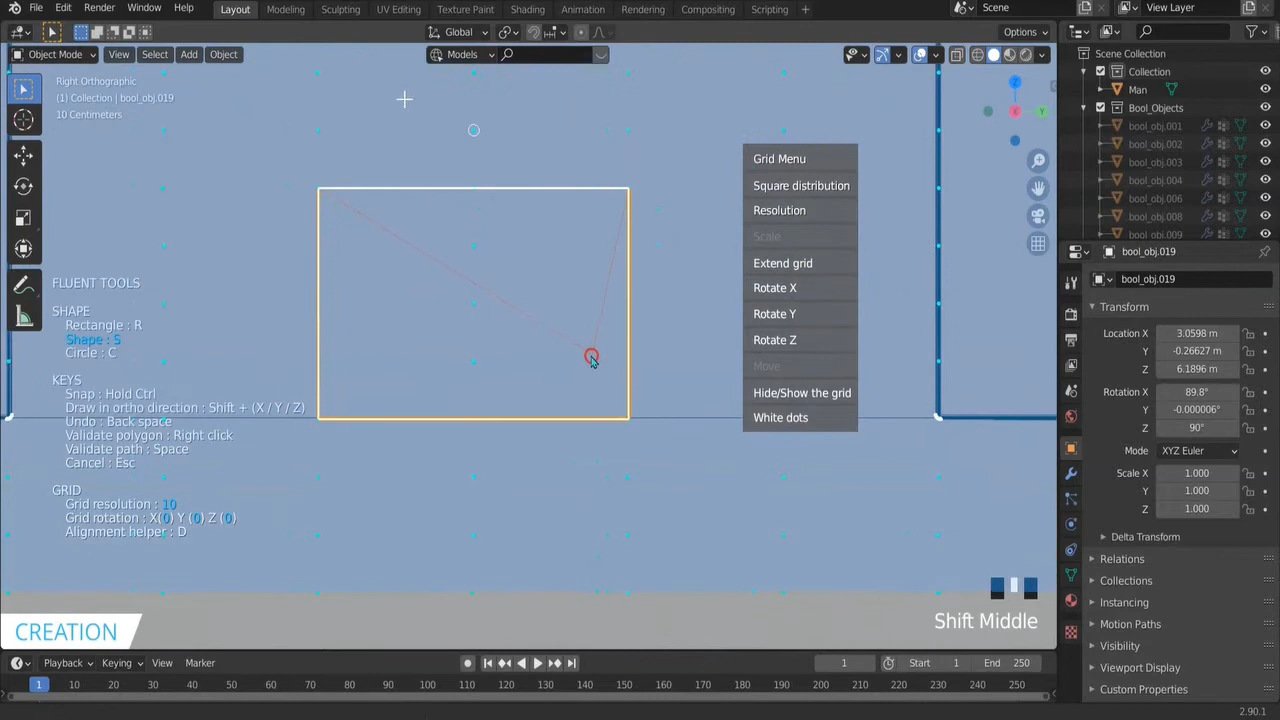 File Edit Render Window Help
Layout Modeling Sculpting UV Editing Texture Paint Shading Animation Rendering Compositing Scripting +
Scene
View Layer
Global
Options
Object Mode View Select Add Object
Models
Right Orthographic
(1) Collection | bool_obj.019
10 Centimeters
FLUENT TOOLS
SHAPE
Rectangle : R
Shape : S
Circle : C
KEYS
Snap : Hold Ctrl
Draw in ortho direction : Shift + (X / Y / Z)
Undo : Back space
Validate polygon : Right click
Validate path : Space
Cancel : Esc
GRID
Grid resolution : 10
Grid rotation : X(0) Y (0) Z (0)
Alignment helper : D
Grid Menu
Square distribution
Resolution
Scale
Extend grid
Rotate X
Rotate Y
Rotate Z
Move
Hide/Show the grid
White dots
Z
Y
X
CREATION
Shift Middle
Scene Collection
Collection
Man
Bool_Objects
bool_obj.001
bool_obj.002
bool_obj.003
bool_obj.004
bool_obj.006
bool_obj.008
bool_obj.009
bool_obj.019
bool_obj.019
Transform
Location X 3.0598 m
Y -0.26627 m
Z 6.1896 m
Rotation X 89.8°
Y -0.000006°
Z 90°
Mode XYZ Euler
Scale X 1.000
Y 1.000
Z 1.000
Delta Transform
Relations
Collections
Instancing
Motion Paths
Visibility
Viewport Display
Custom Properties
Playback Keying View Marker
1 Start 1 End 250
1 10 20 30 40 50 60 70 80 90 100 110 120 130 140 150 160 170 180 190 200 210 220 230 240 250
2.90.1